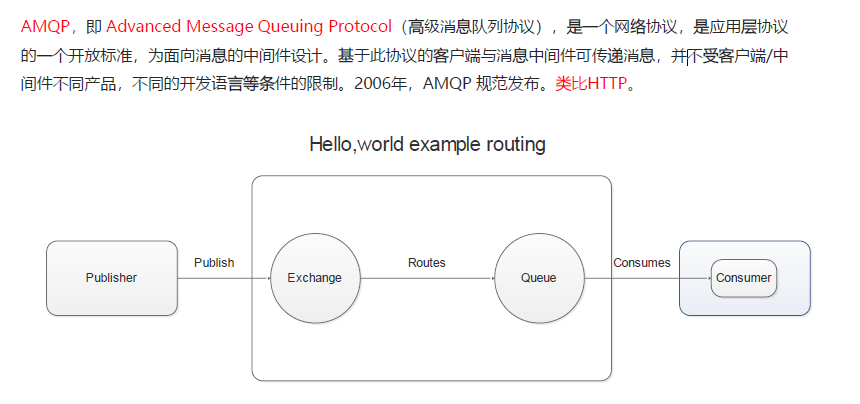 AMQP，即 Advanced Message Queuing Protocol（高级消息队列协议），是一个网络协议，是应用层协议
的一个开放标准，为面向消息的中间件设计。基于此协议的客户端与消息中间件可传递消息，并不受客户端/中
间件不同产品，不同的开发语言等条件的限制。2006年，AMQP 规范发布。类比HTTP。
Hello,world example routing
Publisher
Publish
Exchange
Routes
Queue
Consumes
Consumer